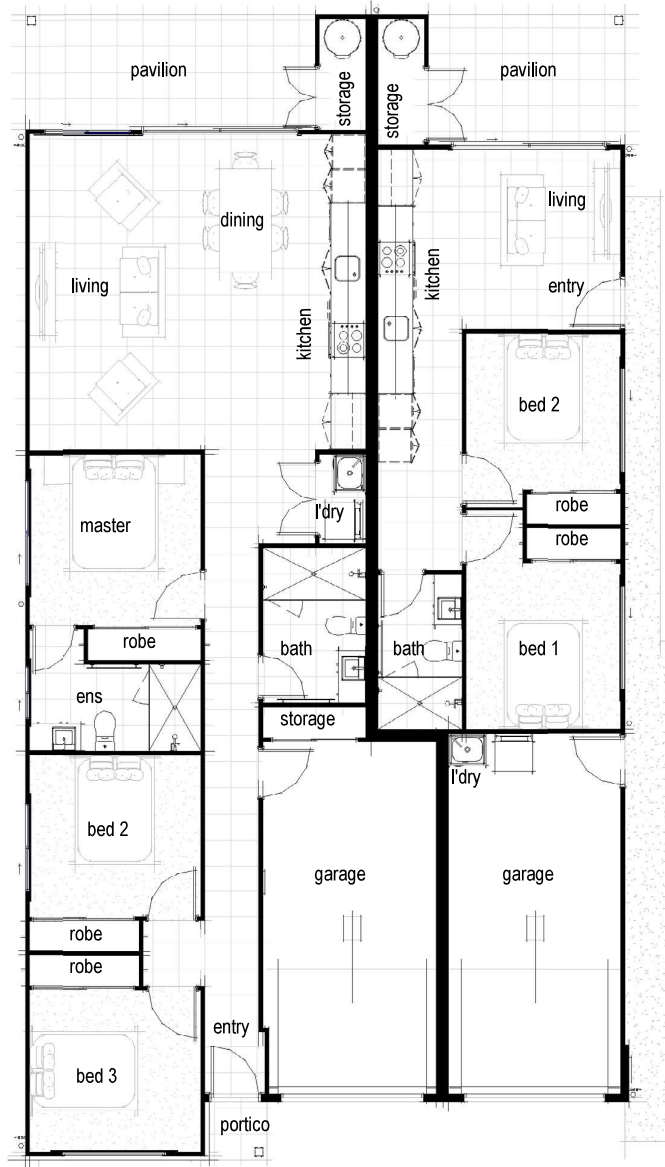 pavilion
storage
storage
pavilion
dining
living
kitchen
kitchen
living
entry
bed 2
robe
robe
l'dry
master
robe
bath
bath
bed 1
ens
storage
l'dry
bed 2
garage
garage
robe
robe
entry
bed 3
portico